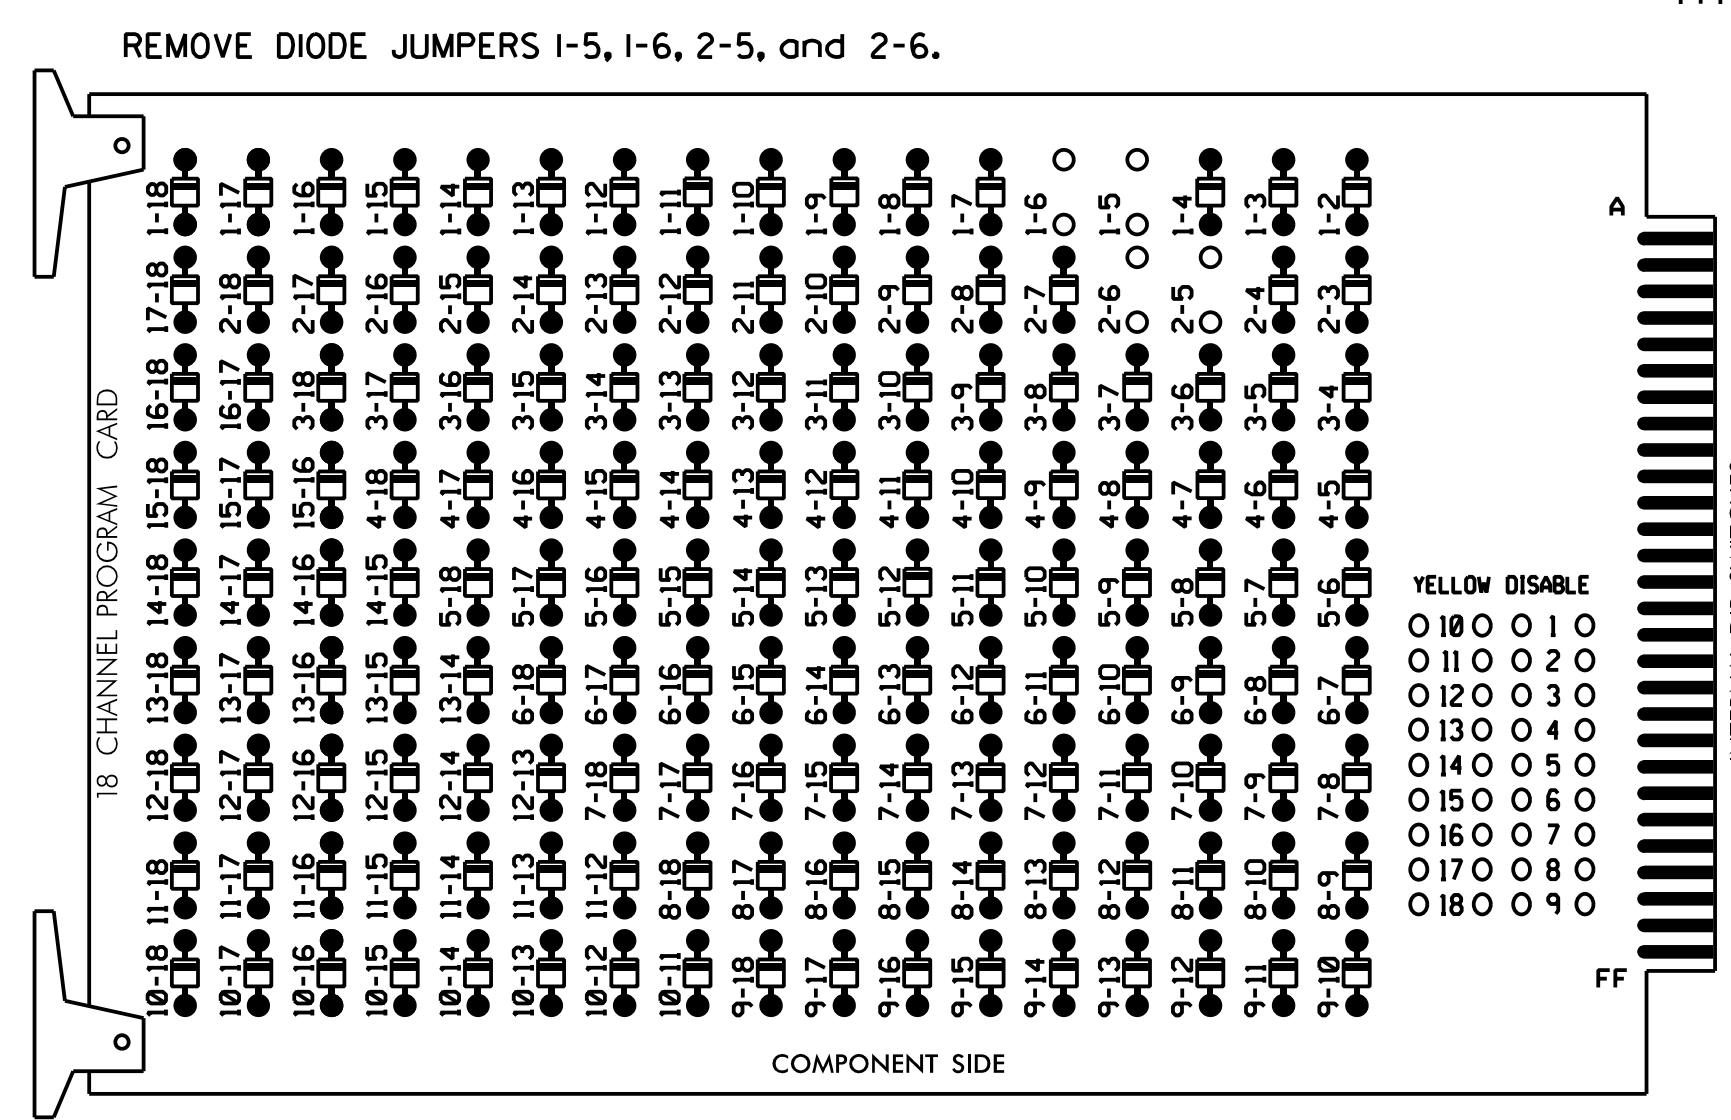 REMOVE DIODE JUMPERS 1-5, 1-6, 2-5, and 2-6.
1-18 1-17 1-16 1-15 1-14 1-13 1-12 1-11 1-10 1-9 1-8 1-7 1-6 1-5 1-4 1-3 1-2
A
17-18 2-18 2-17 2-16 2-15 2-14 2-13 2-12 2-11 2-10 2-9 2-8 2-7 2-6 2-5 2-4 2-3
16-18 16-17 3-18 3-17 3-16 3-15 3-14 3-13 3-12 3-11 3-10 3-9 3-8 3-7 3-6 3-5 3-4
18 CHANNEL PROGRAM CARD
15-18 15-17 15-16 4-18 4-17 4-16 4-15 4-14 4-13 4-12 4-11 4-10 4-9 4-8 4-7 4-6 4-5
14-18 14-17 14-16 14-15 5-18 5-17 5-16 5-15 5-14 5-13 5-12 5-11 5-10 5-9 5-8 5-7 5-6
13-18 13-17 13-16 13-15 13-14 6-18 6-17 6-16 6-15 6-14 6-13 6-12 6-11 6-10 6-9 6-8 6-7
12-18 12-17 12-16 12-15 12-14 12-13 7-18 7-17 7-16 7-15 7-14 7-13 7-12 7-11 7-10 7-9 7-8
11-18 11-17 11-16 11-15 11-14 11-13 11-12 8-18 8-17 8-16 8-15 8-14 8-13 8-12 8-11 8-10 8-9
10-18 10-17 10-16 10-15 10-14 10-13 10-12 10-11 9-18 9-17 9-16 9-15 9-14 9-13 9-12 9-11 9-10
YELLOW DISABLE
10 1
11 2
12 3
13 4
14 5
15 6
16 7
17 8
18 9
FF
COMPONENT SIDE